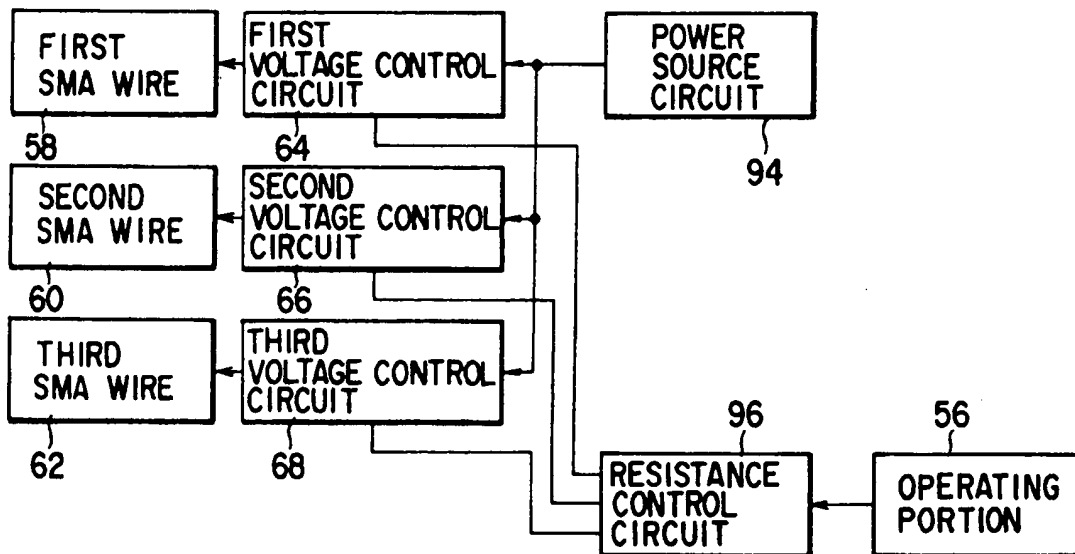 FIRST
SMA WIRE
58
FIRST
VOLTAGE CONTROL
CIRCUIT
64
POWER
SOURCE
CIRCUIT
94
SECOND
SMA WIRE
60
SECOND
VOLTAGE CONTROL
CIRCUIT
66
THIRD
SMA WIRE
62
THIRD
VOLTAGE CONTROL
CIRCUIT
68
96
RESISTANCE
CONTROL
CIRCUIT
56
OPERATING
PORTION